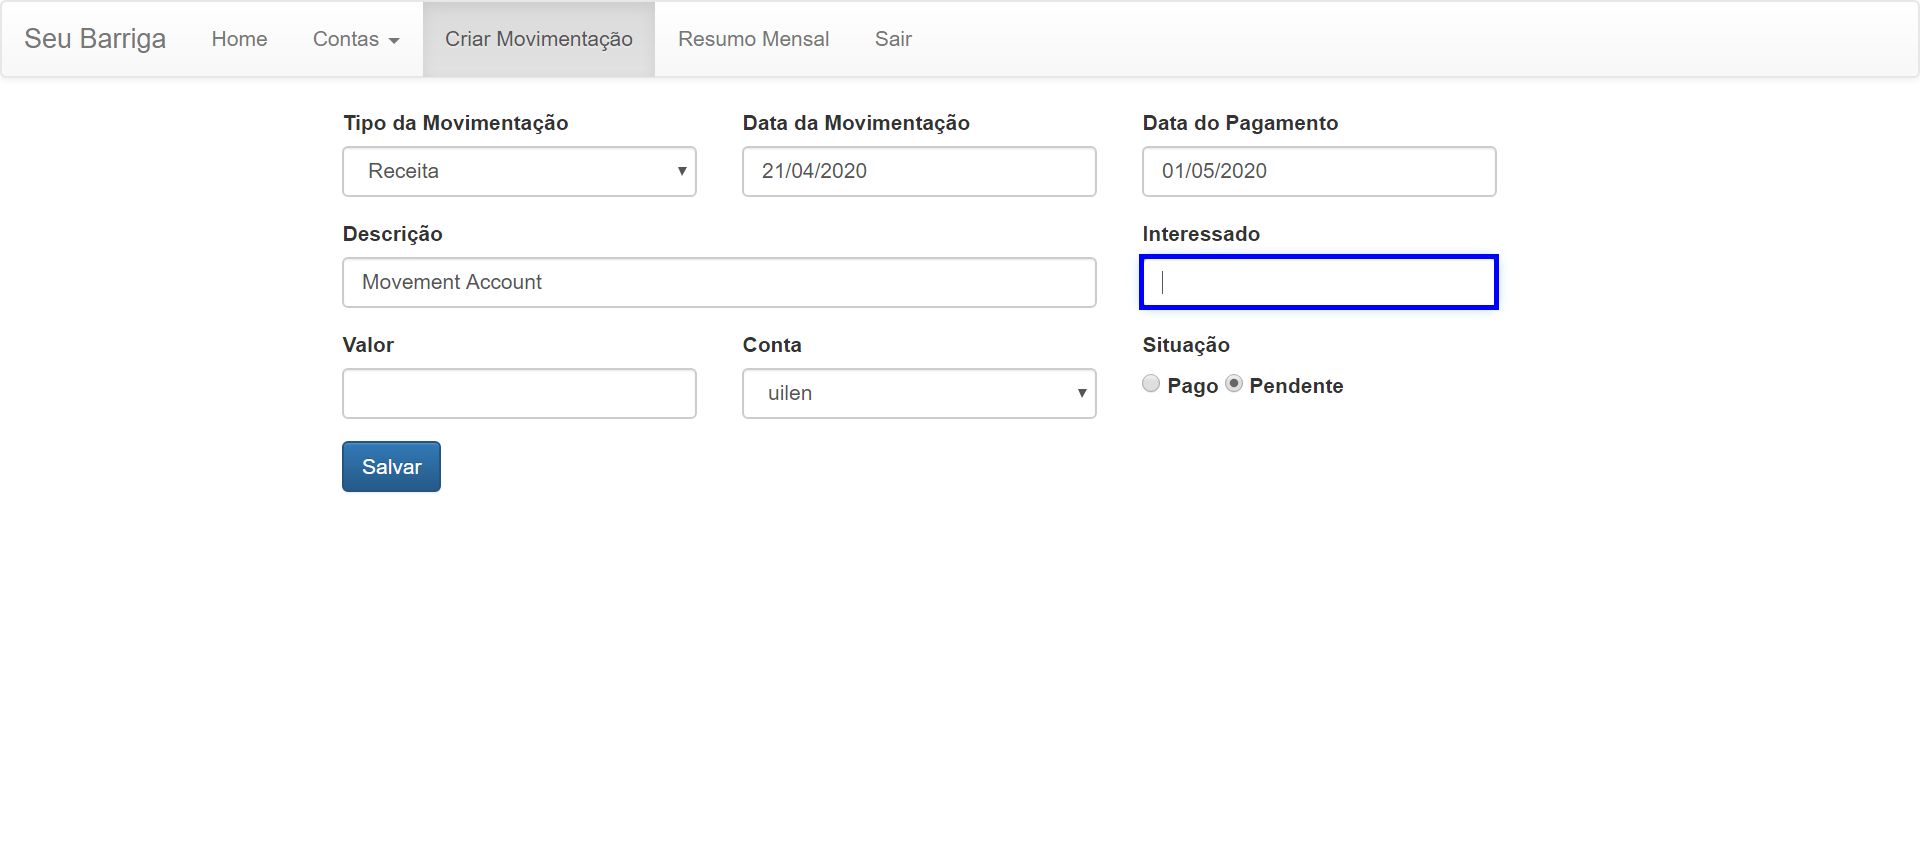 Seu Barriga Home Contas Criar Movimentação Resumo Mensal Sair
Tipo da Movimentação Data da Movimentação Data do Pagamento
Receita 21/04/2020 01/05/2020
Descrição Interessado
Movement Account
Valor Conta Situação
uilen Pago Pendente
Salvar